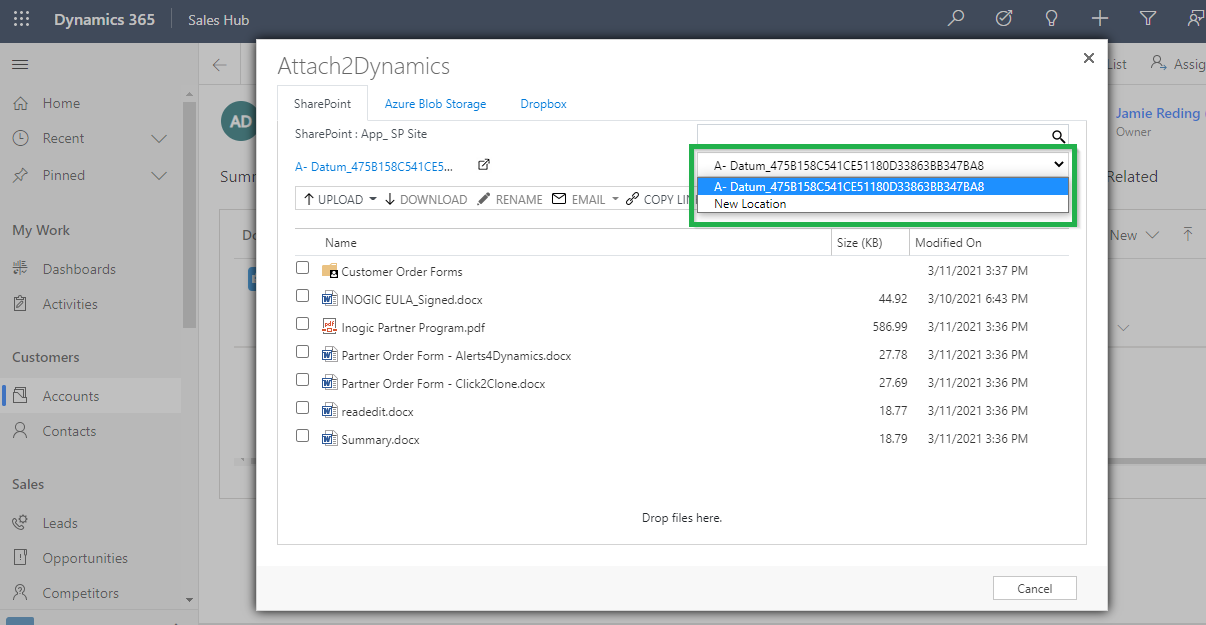 Dynamics 365
Sales Hub
Home
Recent
Pinned
My Work
Dashboards
Activities
Customers
Accounts
Contacts
Sales
Leads
Opportunities
Competitors
AD
Attach2Dynamics
SharePoint
Azure Blob Storage
Dropbox
SharePoint : App_ SP Site
A- Datum_475B158C541CE5...
A- Datum_475B158C541CE51180D33863BB347BA8
A- Datum_475B158C541CE51180D33863BB347BA8
New Location
UPLOAD
DOWNLOAD
RENAME
EMAIL
COPY LIN
Name Size (KB) Modified On
Customer Order Forms 3/11/2021 3:37 PM
INOGIC EULA_Signed.docx 44.92 3/10/2021 6:43 PM
Inogic Partner Program.pdf 586.99 3/11/2021 3:36 PM
Partner Order Form - Alerts4Dynamics.docx 27.78 3/11/2021 3:36 PM
Partner Order Form - Click2Clone.docx 27.69 3/11/2021 3:36 PM
readedit.docx 18.77 3/11/2021 3:36 PM
Summary.docx 18.79 3/11/2021 3:36 PM
Drop files here.
Cancel
List
Assig
Jamie Reding
Owner
Summ
Related
Do
New